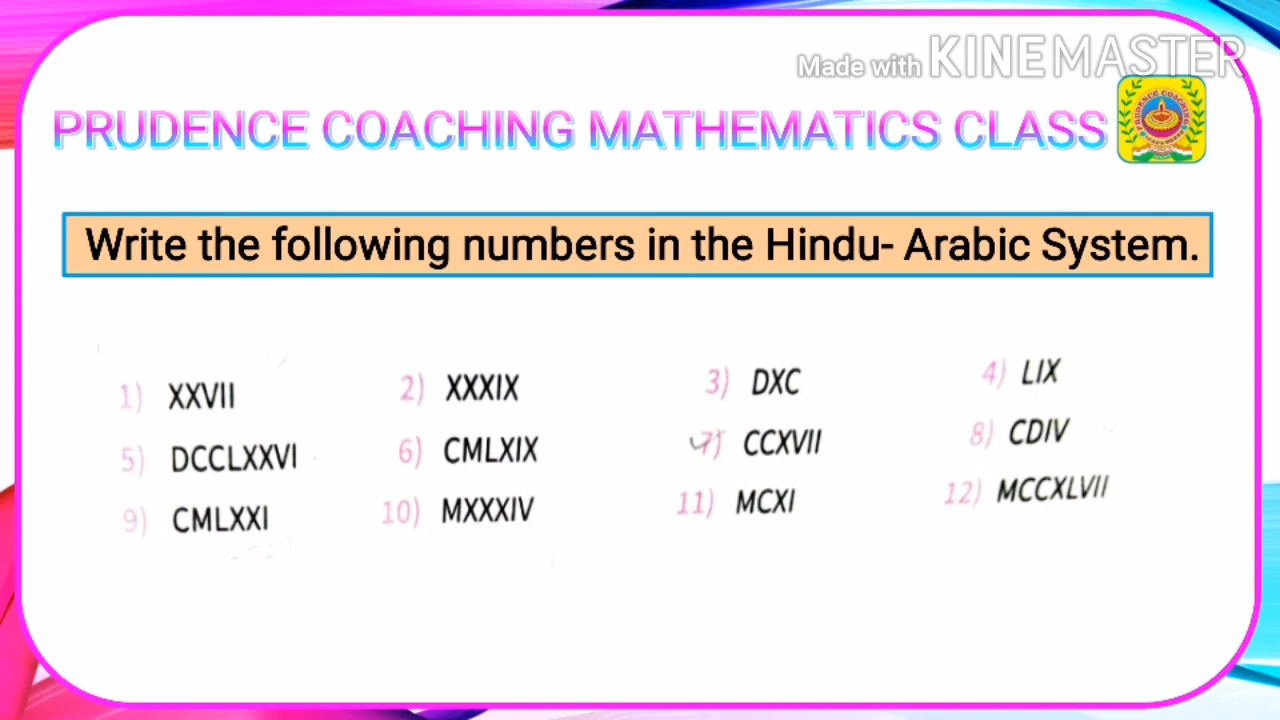 Made with KINEMASTER
PRUDENCE COACHING MATHEMATICS CLASS
PRUDENCE COACHING
Write the following numbers in the Hindu- Arabic System.
1) XXVII 2) XXXIX 3) DXC 4) LIX
5) DCCLXXVI 6) CMLXIX 7) CCXVII 8) CDIV
9) CMLXXI 10) MXXXIV 11) MCXI 12) MCCXLVII